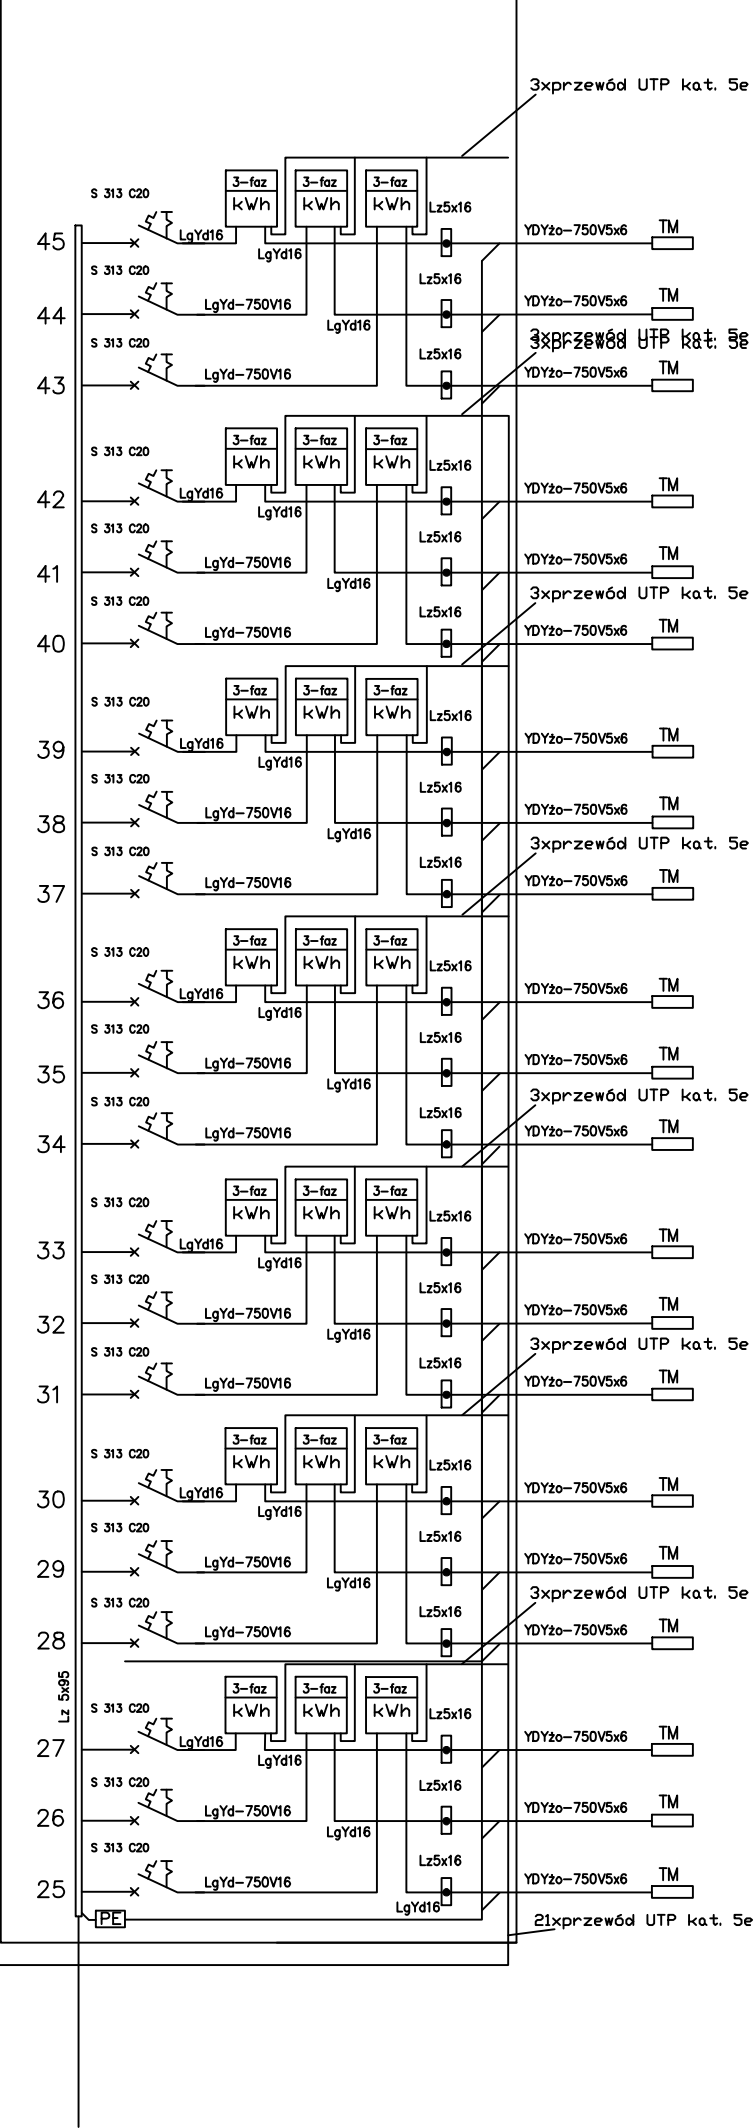 3xprzewód UTP kat. 5e
S 313 C20
3-faz 3-faz 3-faz
kWh kWh kWh
Lz5x16
45 LgYd16 YDYżo-750V5x6 TM
LgYd16
S 313 C20
Lz5x16
44 LgYd-750V16 YDYżo-750V5x6 TM
LgYd16
3xprzewód UTP kat. 5e
3xprzewód UTP kat. 5e
S 313 C20
Lz5x16
43 LgYd-750V16 YDYżo-750V5x6 TM
3-faz 3-faz 3-faz
S 313 C20
kWh kWh kWh
Lz5x16
42 LgYd16 YDYżo-750V5x6 TM
LgYd16
S 313 C20
Lz5x16
41 LgYd-750V16 YDYżo-750V5x6 TM
LgYd16
3xprzewód UTP kat. 5e
S 313 C20
Lz5x16
40 LgYd-750V16 YDYżo-750V5x6 TM
3-faz 3-faz 3-faz
S 313 C20
kWh kWh kWh
Lz5x16
39 LgYd16 YDYżo-750V5x6 TM
LgYd16
S 313 C20
Lz5x16
38 LgYd-750V16 YDYżo-750V5x6 TM
LgYd16
3xprzewód UTP kat. 5e
S 313 C20
Lz5x16
37 LgYd-750V16 YDYżo-750V5x6 TM
3-faz 3-faz 3-faz
S 313 C20
kWh kWh kWh
Lz5x16
36 LgYd16 YDYżo-750V5x6 TM
LgYd16
S 313 C20
Lz5x16
35 LgYd-750V16 YDYżo-750V5x6 TM
LgYd16
3xprzewód UTP kat. 5e
S 313 C20
Lz5x16
34 LgYd-750V16 YDYżo-750V5x6 TM
3-faz 3-faz 3-faz
S 313 C20
kWh kWh kWh
Lz5x16
33 LgYd16 YDYżo-750V5x6 TM
LgYd16
S 313 C20
Lz5x16
32 LgYd-750V16 YDYżo-750V5x6 TM
LgYd16
3xprzewód UTP kat. 5e
S 313 C20
Lz5x16
31 LgYd-750V16 YDYżo-750V5x6 TM
3-faz 3-faz 3-faz
S 313 C20
kWh kWh kWh
Lz5x16
30 LgYd16 YDYżo-750V5x6 TM
LgYd16
S 313 C20
Lz5x16
29 LgYd-750V16 YDYżo-750V5x6 TM
LgYd16
3xprzewód UTP kat. 5e
S 313 C20
Lz5x16
28 LgYd-750V16 YDYżo-750V5x6 TM
Lz 5x95
3-faz 3-faz 3-faz
S 313 C20
kWh kWh kWh
Lz5x16
27 LgYd16 YDYżo-750V5x6 TM
LgYd16
S 313 C20
Lz5x16
26 LgYd-750V16 YDYżo-750V5x6 TM
LgYd16
S 313 C20
Lz5x16
25 LgYd-750V16 YDYżo-750V5x6 TM
LgYd16
PE
21xprzewód UTP kat. 5e